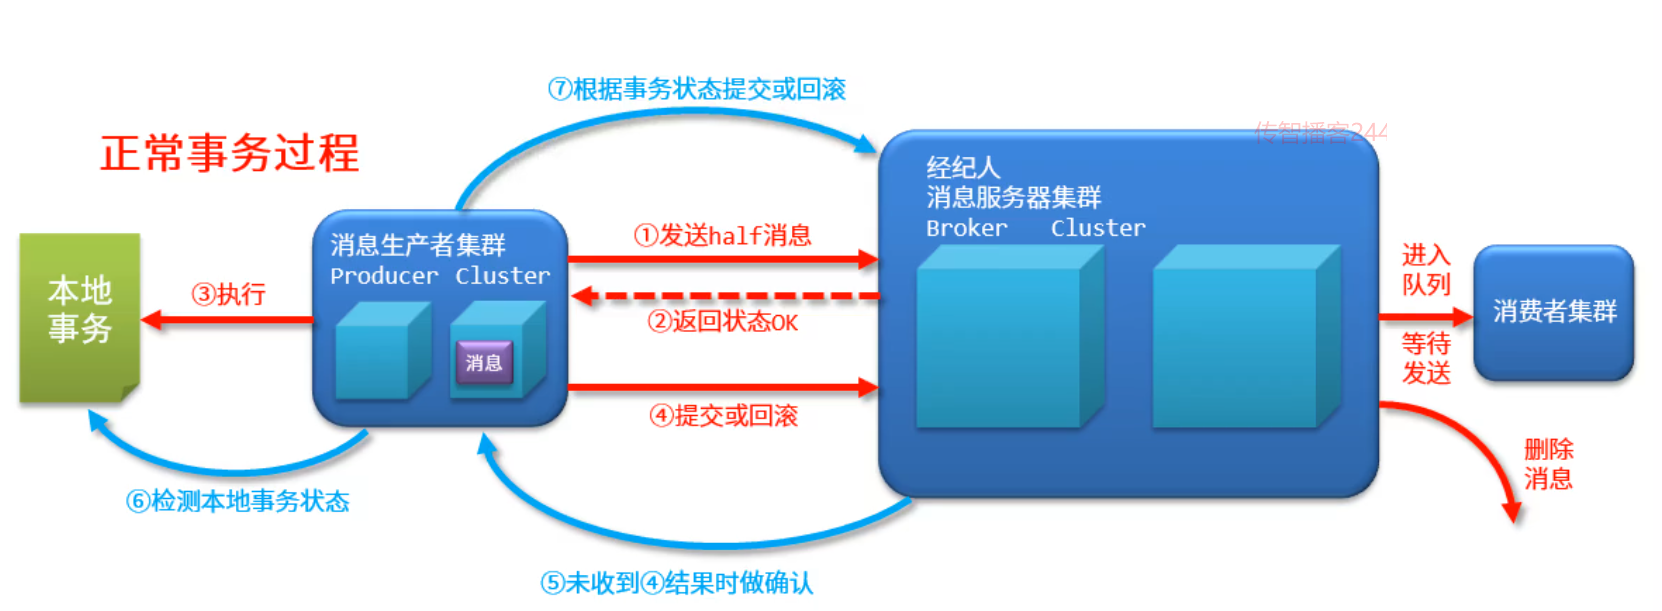 ⑦根据事务状态提交或回滚
传智播客244
正常事务过程
经纪人
消息服务器集群
Broker Cluster
消息生产者集群
Producer Cluster
①发送half消息
本地
事务
③执行
②返回状态OK
消息
④提交或回滚
进入
队列
等待
发送
消费者集群
删除
消息
⑥检测本地事务状态
⑤未收到④结果时做确认